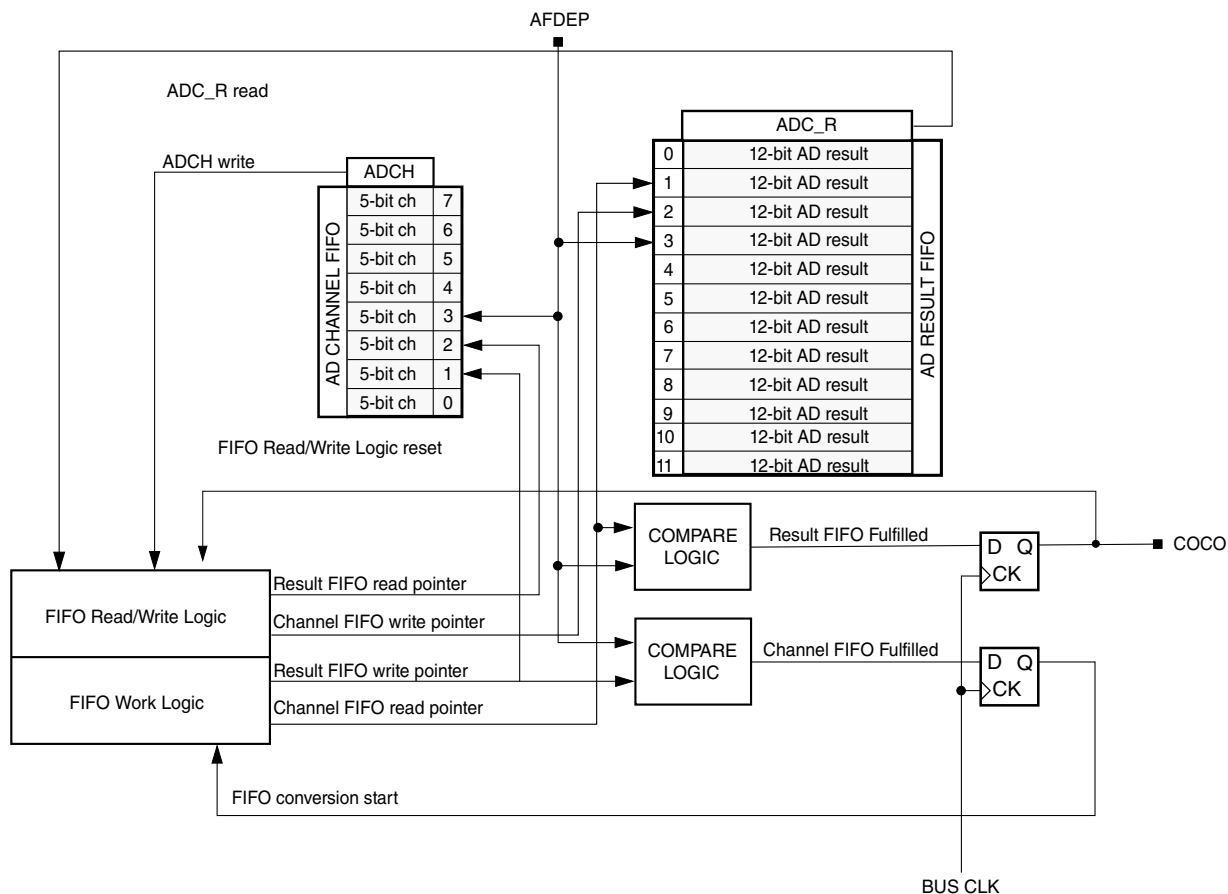 AFDEP
ADC_R read
ADC_R
ADCH write
ADCH
AD CHANNEL FIFO
5-bit ch 7
5-bit ch 6
5-bit ch 5
5-bit ch 4
5-bit ch 3
5-bit ch 2
5-bit ch 1
5-bit ch 0
0 12-bit AD result
1 12-bit AD result
2 12-bit AD result
3 12-bit AD result
4 12-bit AD result
5 12-bit AD result
6 12-bit AD result
7 12-bit AD result
8 12-bit AD result
9 12-bit AD result
10 12-bit AD result
11 12-bit AD result
AD RESULT FIFO
FIFO Read/Write Logic reset
COMPARE
LOGIC
Result FIFO Fulfilled
D Q
CK
COCO
FIFO Read/Write Logic
Result FIFO read pointer
Channel FIFO write pointer
COMPARE
LOGIC
Channel FIFO Fulfilled
D Q
CK
FIFO Work Logic
Result FIFO write pointer
Channel FIFO read pointer
FIFO conversion start
BUS CLK